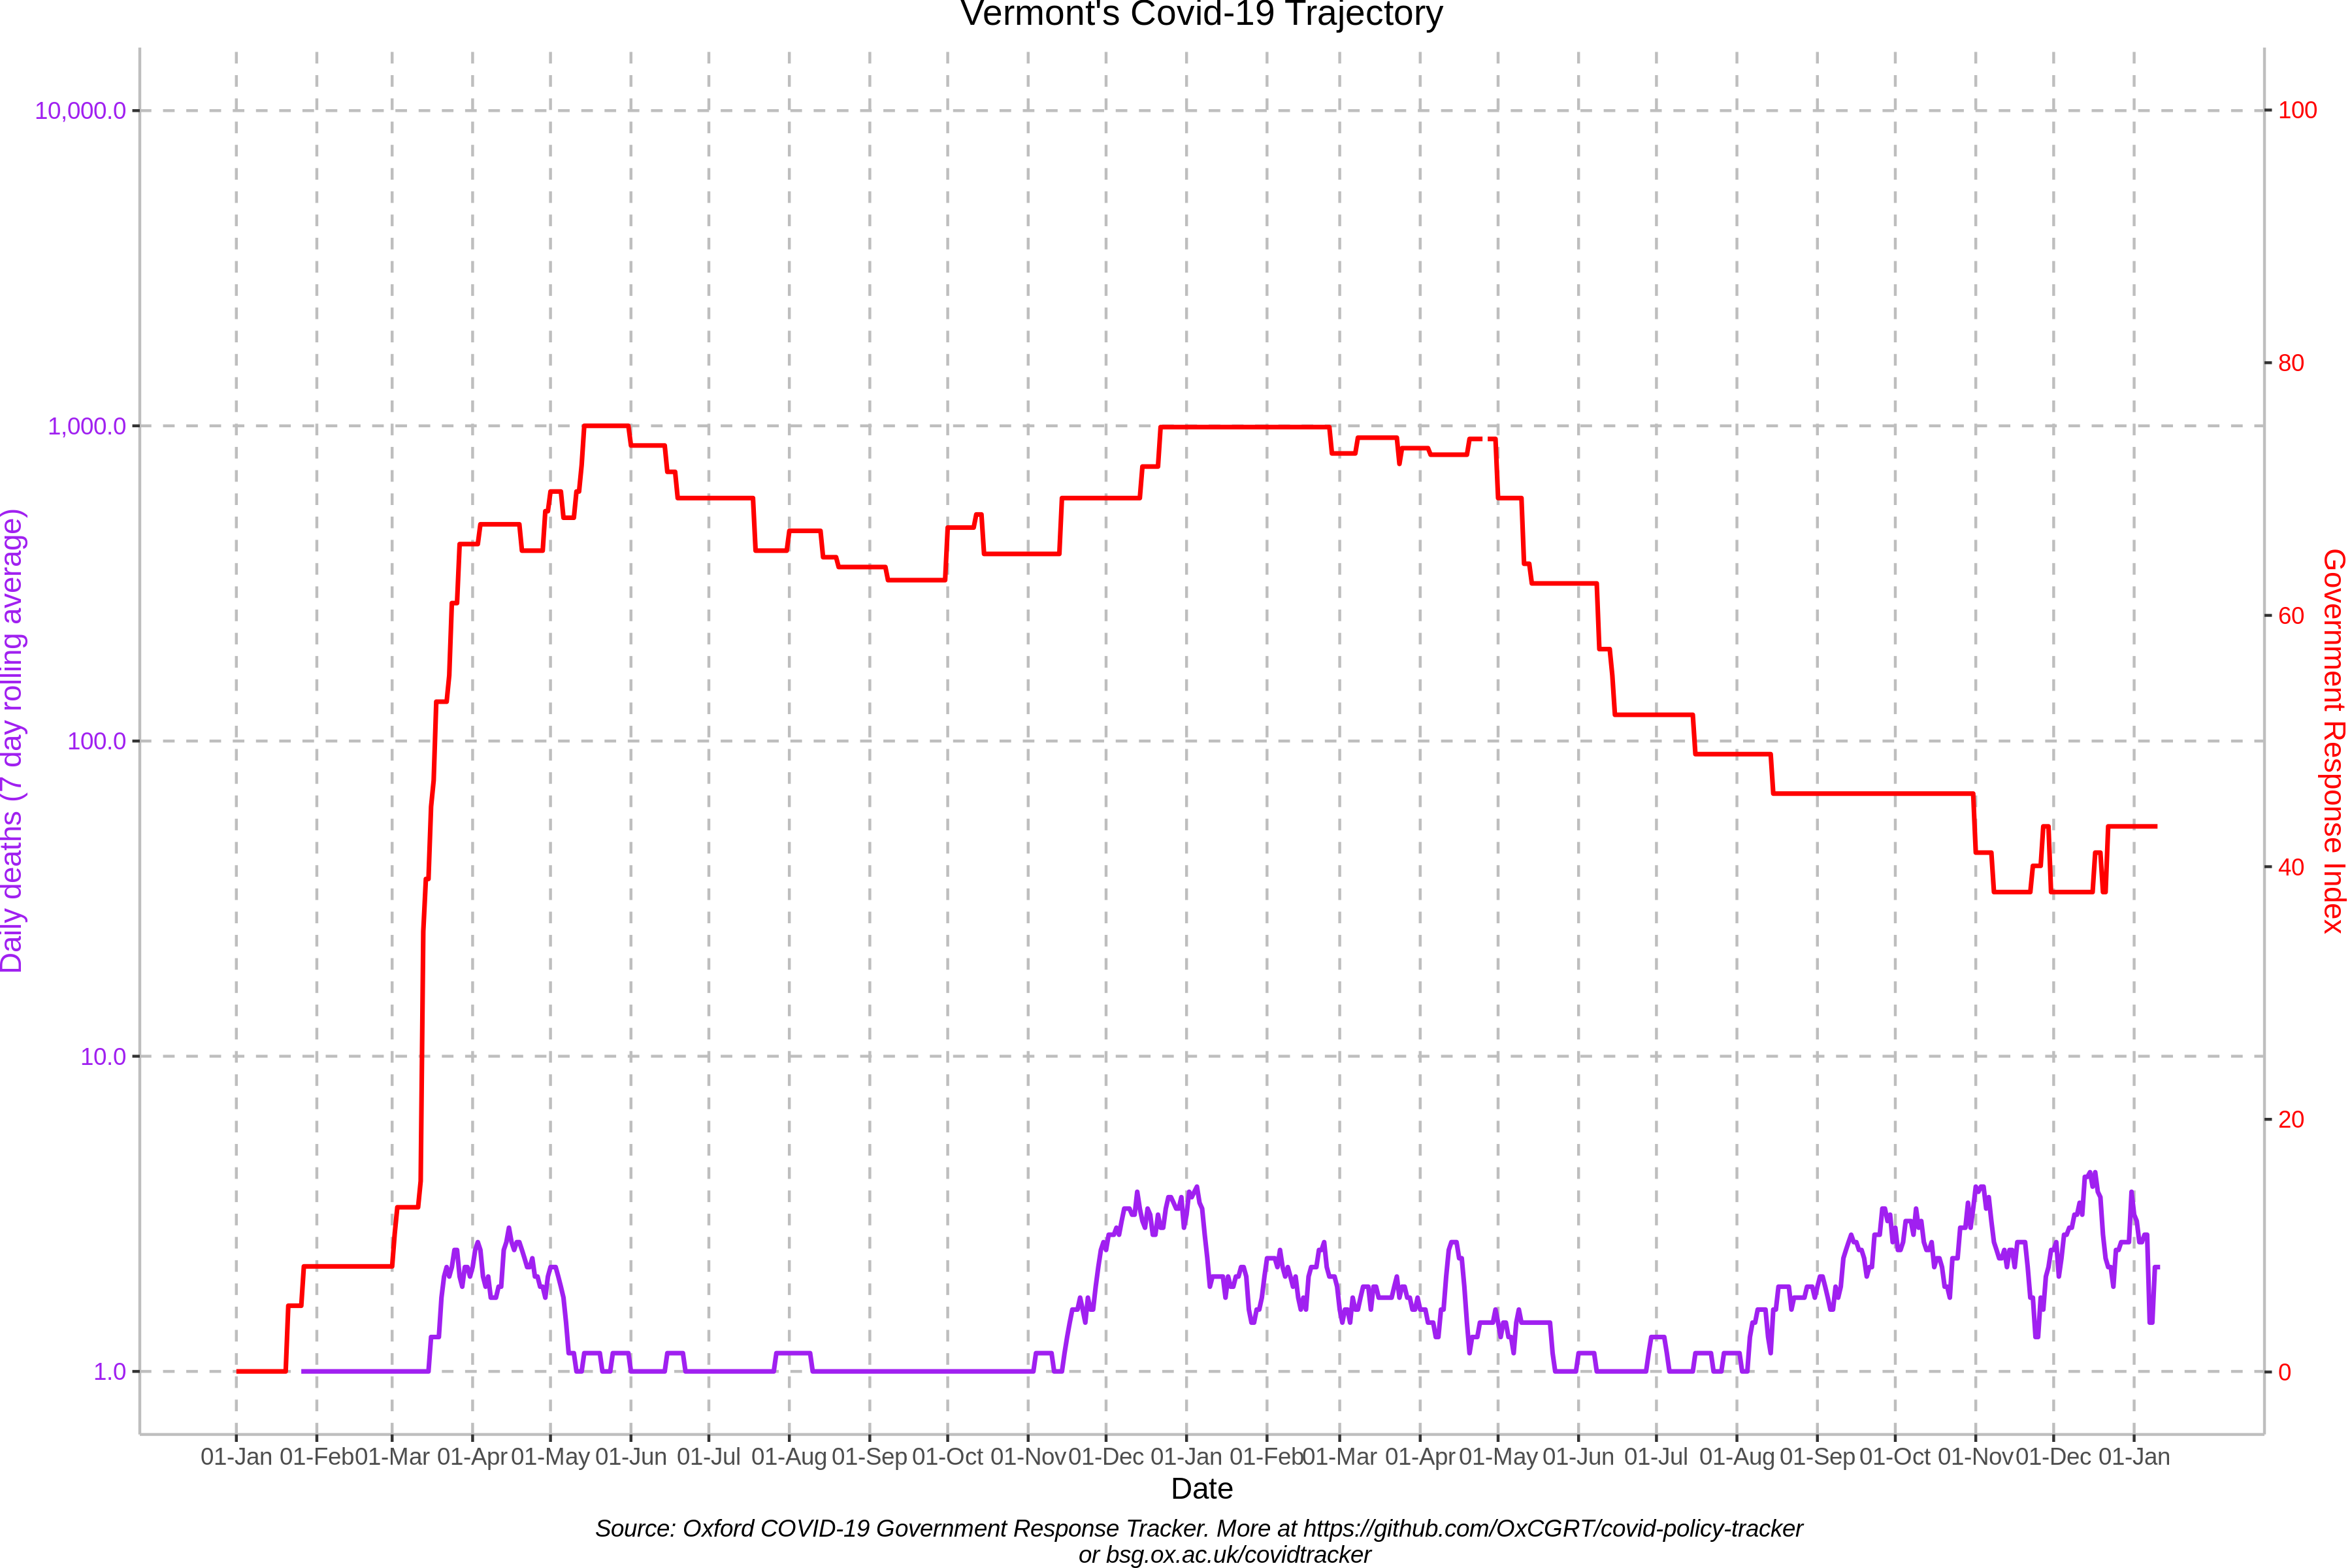 Vermont's Covid-19 Trajectory
10,000.0
1,000.0
100.0
10.0
1.0
Daily deaths (7 day rolling average)
100
80
60
40
20
0
Government Response Index
01-Jan 01-Feb 01-Mar 01-Apr 01-May 01-Jun 01-Jul 01-Aug 01-Sep 01-Oct 01-Nov 01-Dec 01-Jan 01-Feb 01-Mar 01-Apr 01-May 01-Jun 01-Jul 01-Aug 01-Sep 01-Oct 01-Nov 01-Dec 01-Jan
Date
Source: Oxford COVID-19 Government Response Tracker. More at https://github.com/OxCGRT/covid-policy-tracker
or bsg.ox.ac.uk/covidtracker